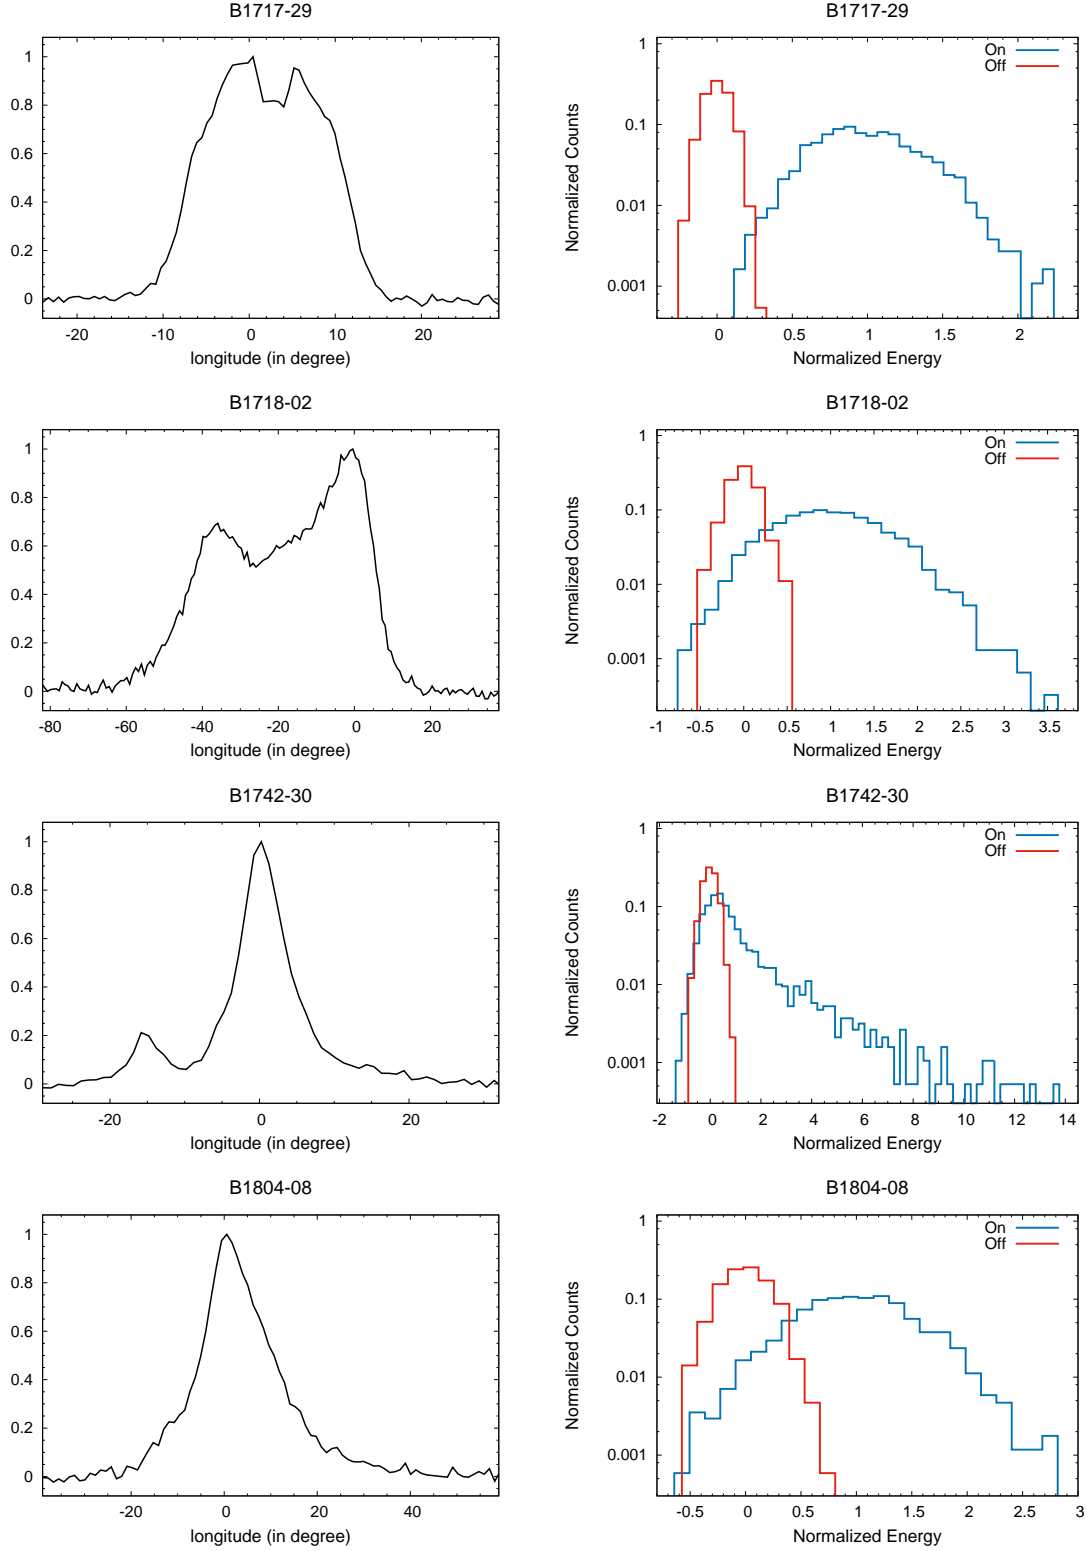 B1717-29
1
0.8
0.6
0.4
0.2
0
-20 -10 0 10 20
longitude (in degree)
B1717-29
On
Off
Normalized Counts
1
0.1
0.01
0.001
0 0.5 1 1.5 2
Normalized Energy
B1718-02
1
0.8
0.6
0.4
0.2
0
-80 -60 -40 -20 0 20
longitude (in degree)
B1718-02
On
Off
Normalized Counts
1
0.1
0.01
0.001
-1 -0.5 0 0.5 1 1.5 2 2.5 3 3.5
Normalized Energy
B1742-30
1
0.8
0.6
0.4
0.2
0
-20 0 20
longitude (in degree)
B1742-30
On
Off
Normalized Counts
1
0.1
0.01
0.001
-2 0 2 4 6 8 10 12 14
Normalized Energy
B1804-08
1
0.8
0.6
0.4
0.2
0
-20 0 20 40
longitude (in degree)
B1804-08
On
Off
Normalized Counts
1
0.1
0.01
0.001
-0.5 0 0.5 1 1.5 2 2.5 3
Normalized Energy